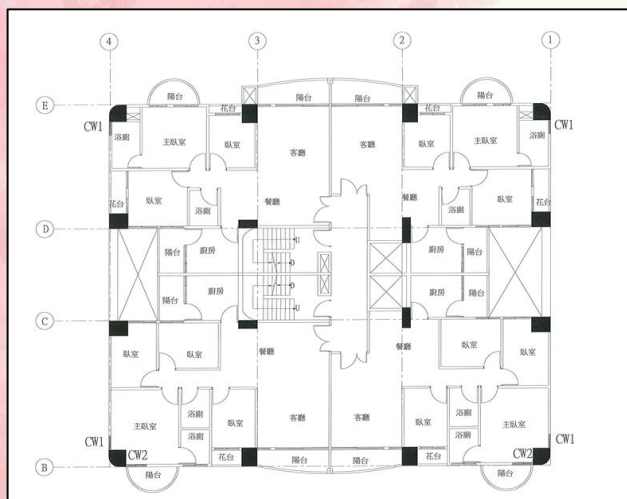 4 3 2 1
陽台 陽台 陽台 陽台
E 花台 花台
CW1 CW1
浴廁 主臥室 臥室 客廳 客廳 臥室 主臥室 浴廁
花台 臥室 浴廁 餐廳 餐廳 浴廁 臥室 花台
D
U
陽台 廚房 廚房 陽台
D
D
陽台 廚房 廚房 陽台
U
C
臥室 臥室 餐廳 餐廳 臥室 臥室
主臥室 浴廁 臥室 客廳 客廳 臥室 浴廁 主臥室
CW1 CW2 浴廁 浴廁 CW2 CW1
B 花台 陽台 陽台 花台
陽台 陽台